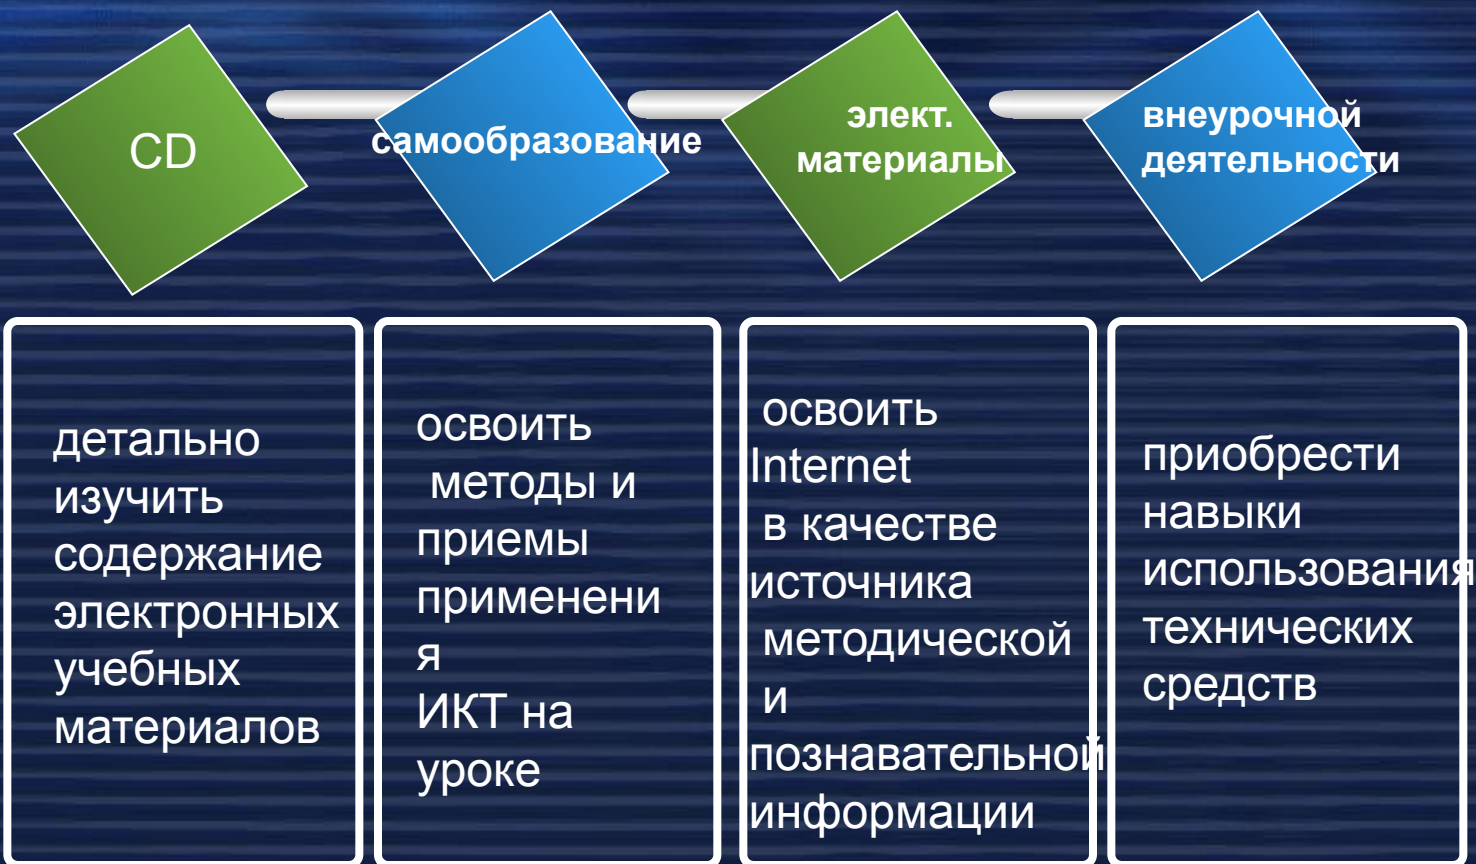 CD
самообразование
элект.
материалы
внеурочной
деятельности
детально
изучить
содержание
электронных
учебных
материалов
освоить
методы и
приемы
применени
я
ИКТ на
уроке
освоить
Internet
в качестве
источника
методической
и
познавательной
информации
приобрести
навыки
использования
технических
средств